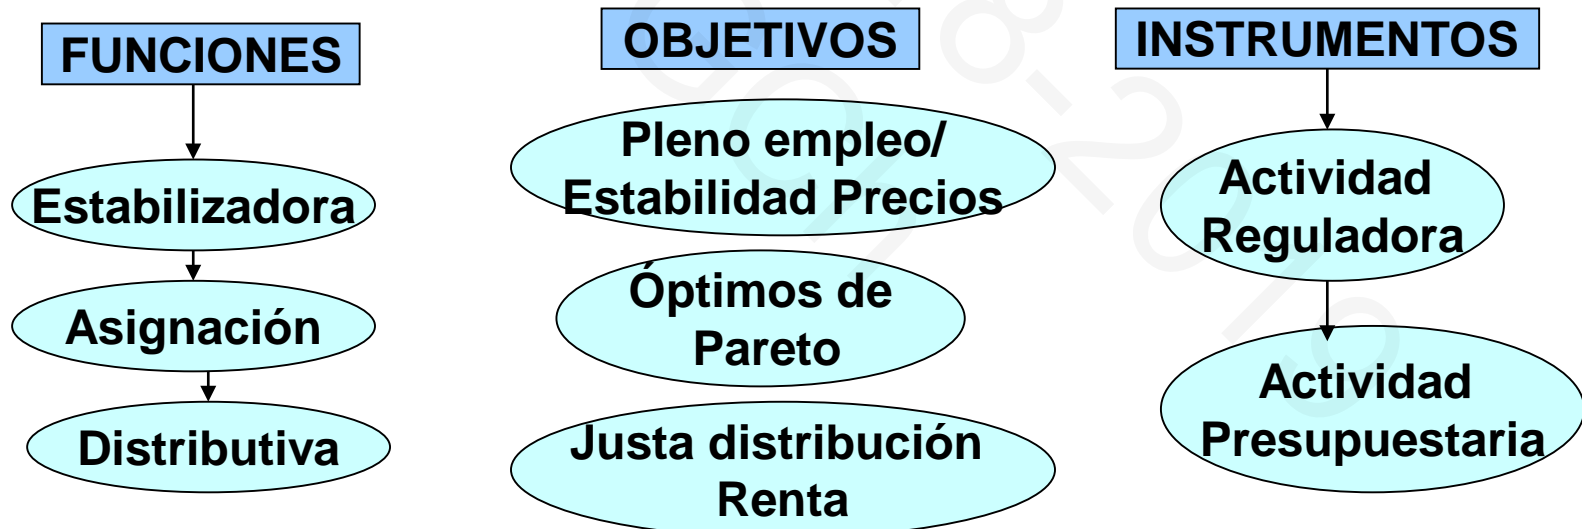 FUNCIONES
Estabilizadora
Asignación
Distributiva
OBJETIVOS
Pleno empleo/
Estabilidad Precios
Óptimos de
Pareto
Justa distribución
Renta
INSTRUMENTOS
Actividad
Reguladora
Actividad
Presupuestaria